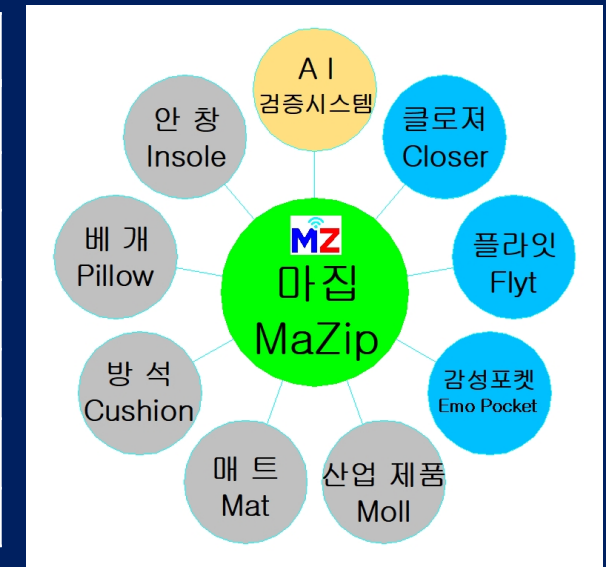 A I
검증시스템
클로져
Closer
플라잇
Flyt
감성포켓
Emo Pocket
산업 제품
Moll
매 트
Mat
방 석
Cushion
베 개
Pillow
안 창
Insole
MZ
마집
MaZip